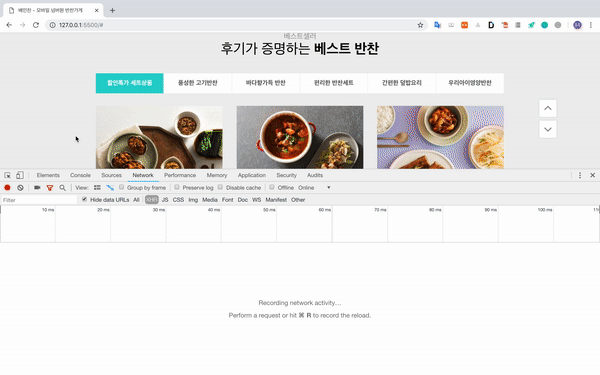 배민찬 - 모바일 넘버원 반찬가게
127.0.0.1:5500/#
베스트셀러
후기가 증명하는 베스트 반찬
할인특가 세트상품 풍성한 고기반찬 바다향가득 반찬 편리한 반찬세트 간편한 덮밥요리 우리아이영양반찬
Elements Console Sources Network Performance Memory Application Security Audits
View: Group by frame Preserve log Disable cache Offline Online
Filter Hide data URLs All XHR JS CSS Img Media Font Doc WS Manifest Other
10 ms 20 ms 30 ms 40 ms 50 ms 60 ms 70 ms 80 ms 90 ms 100 ms
Recording network activity…
Perform a request or hit ⌘ R to record the reload.